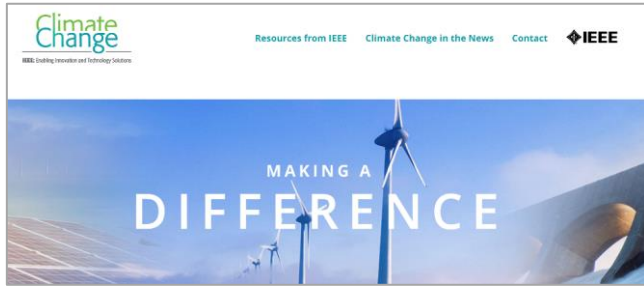 Climate
Change
IEEE: Enabling Innovation and Technology Solutions
Resources from IEEE Climate Change in the News Contact IEEE
MAKING A
DIFFERENCE